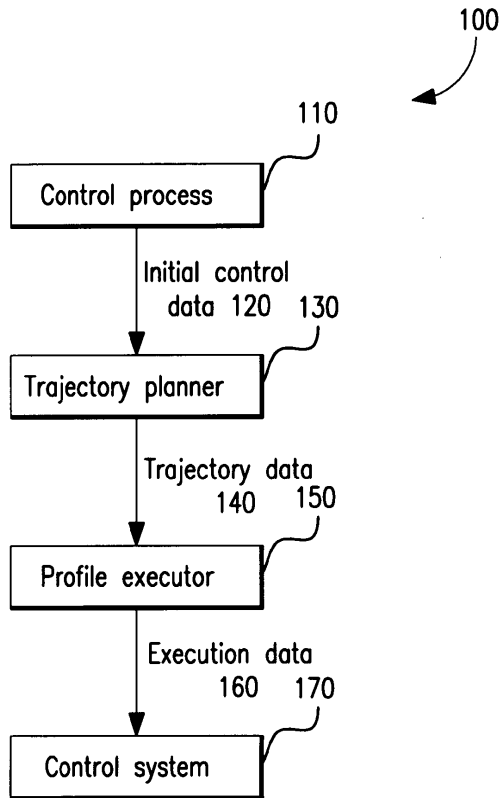 100
110
Control process
Initial control
data 120
130
Trajectory planner
Trajectory data
140
150
Profile executor
Execution data
160
170
Control system